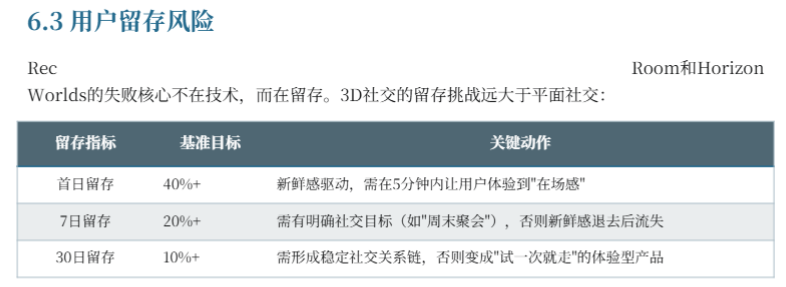 6.3 用户留存风险
Rec Room和Horizon
Worlds的失败核心不在技术，而在留存。3D社交的留存挑战远大于平面社交：
留存指标 基准目标 关键动作
首日留存 40%+ 新鲜感驱动，需在5分钟内让用户体验到"在场感"
7日留存 20%+ 需有明确社交目标（如"周末聚会"），否则新鲜感退去后流失
30日留存 10%+ 需形成稳定社交关系链，否则变成"试一次就走"的体验型产品